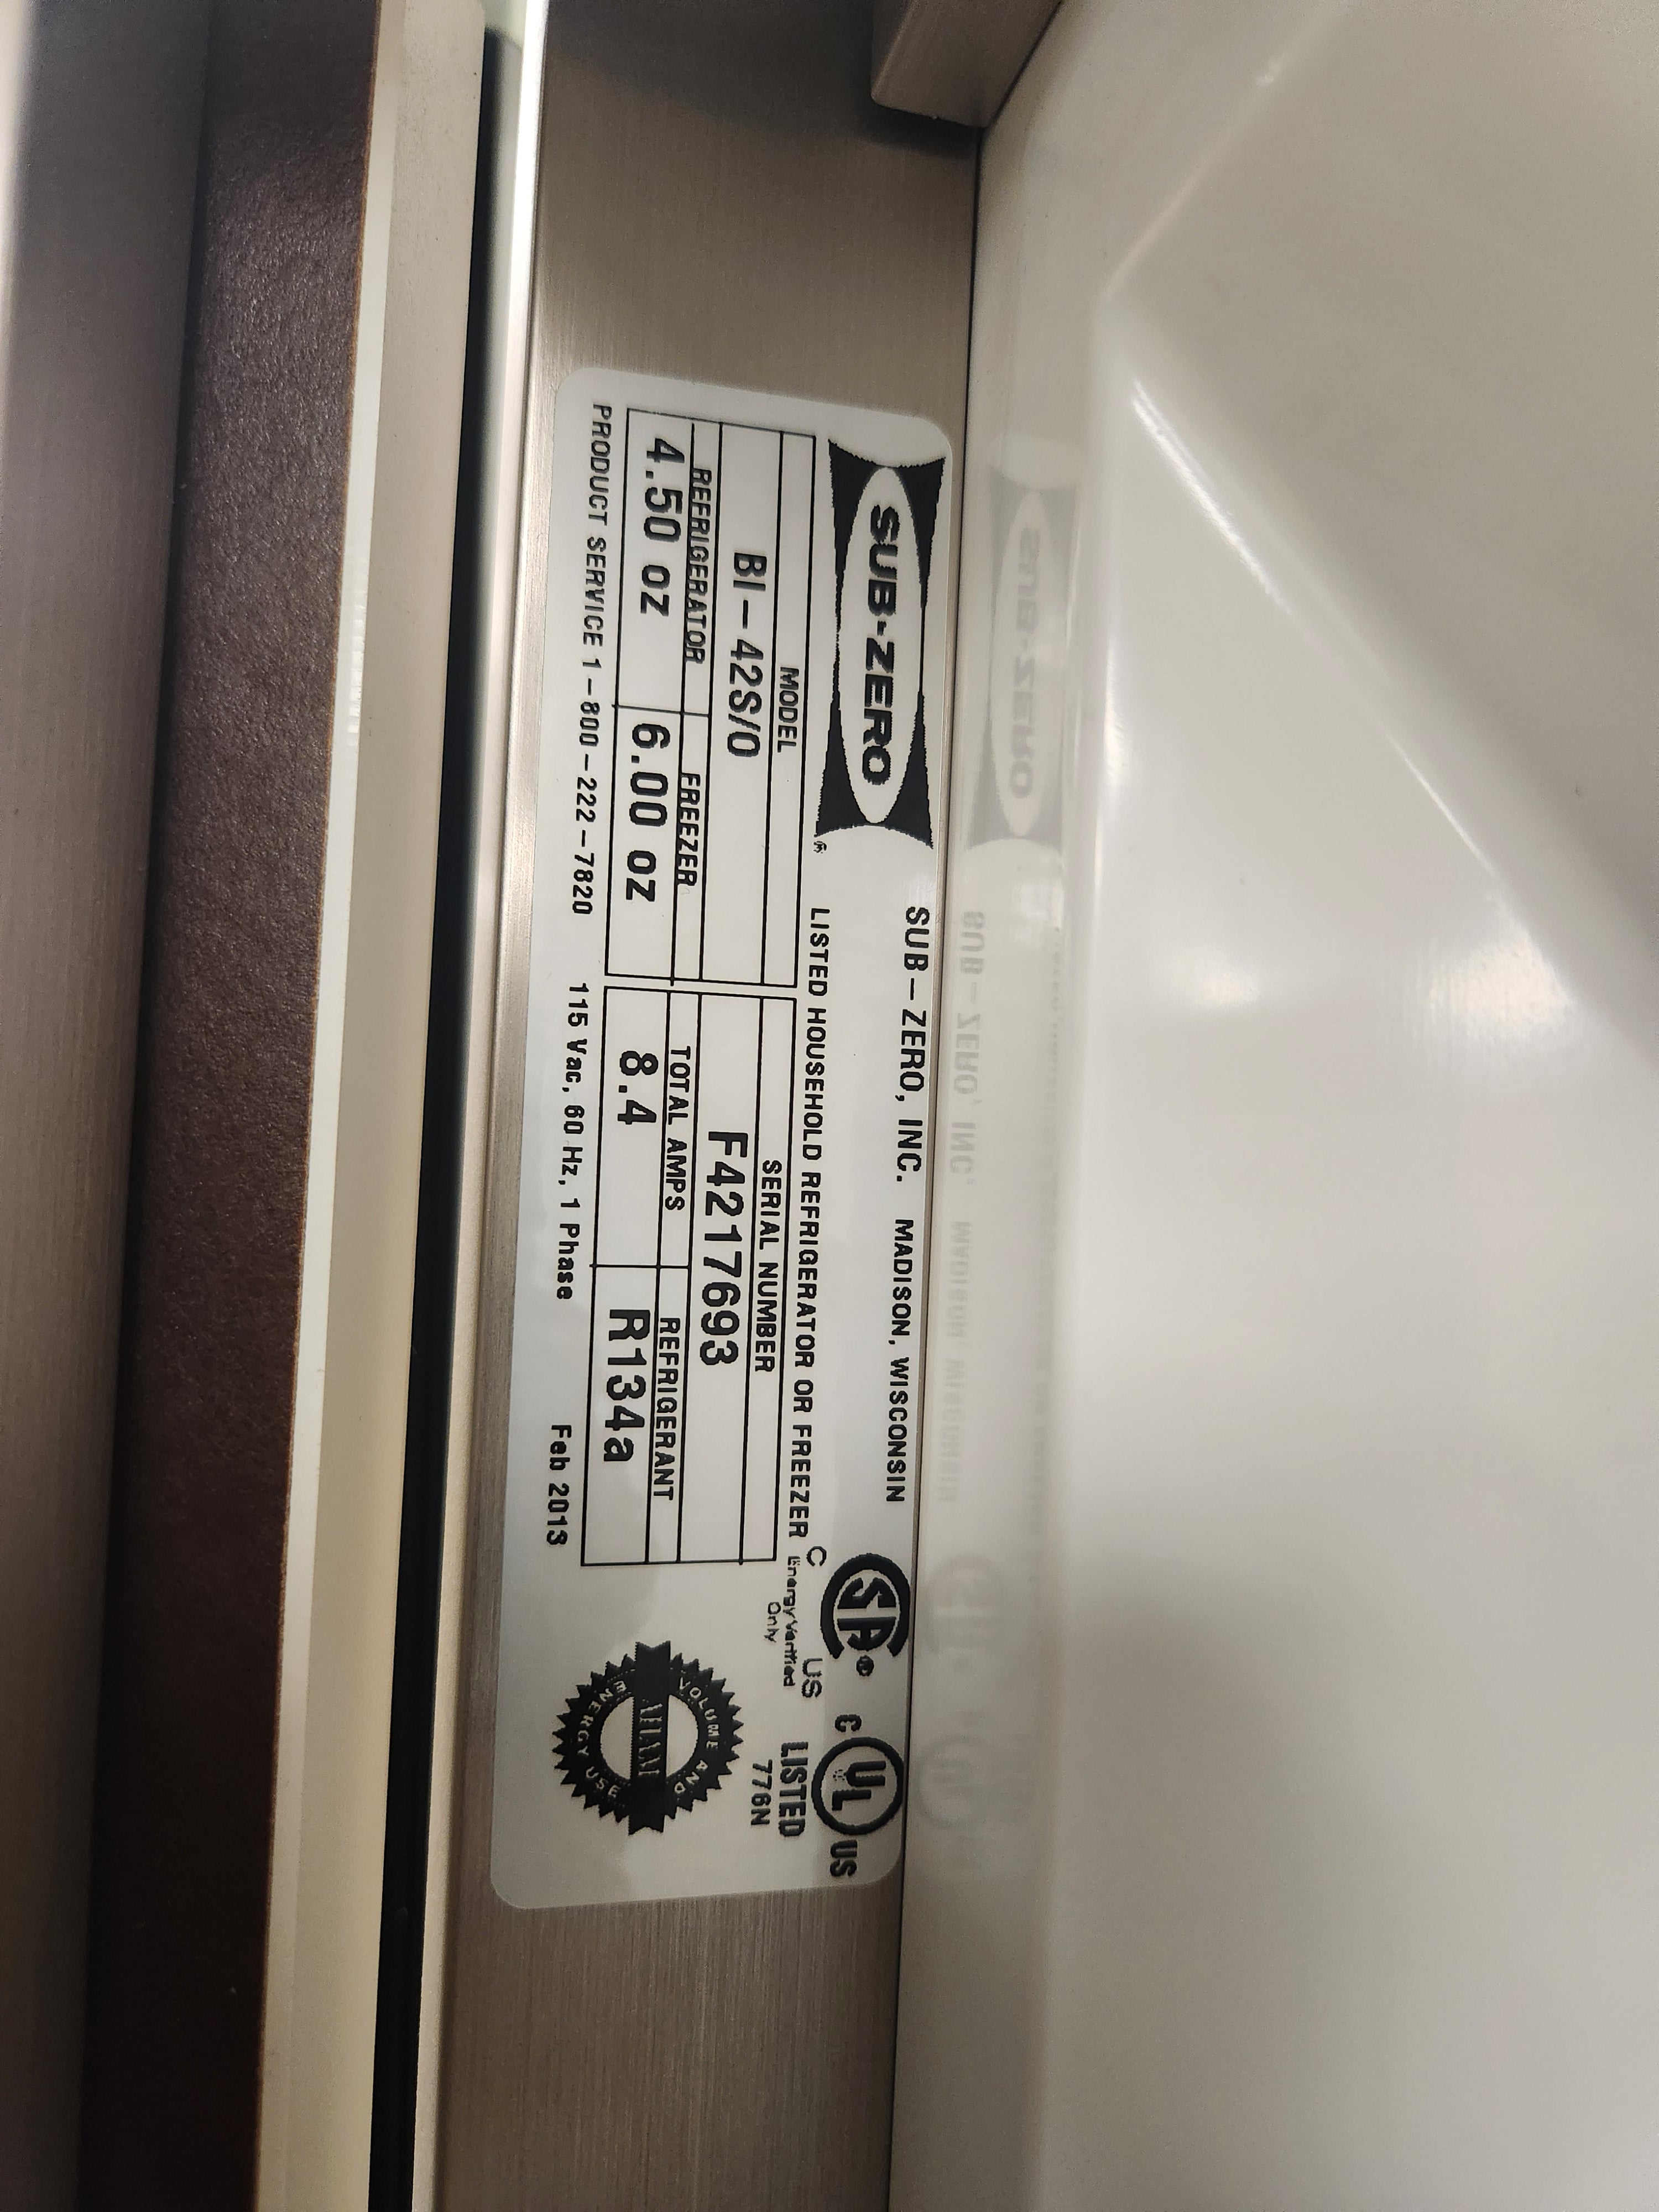 SUB-ZERO®
SUB-ZERO, INC. MADISON, WISCONSIN
LISTED HOUSEHOLD REFRIGERATOR OR FREEZER
MODEL
BI-42S/O
SERIAL NUMBER
F4217693
REFRIGERATOR
4.50 oz
FREEZER
6.00 oz
TOTAL AMPS
8.4
REFRIGERANT
R134a
PRODUCT SERVICE 1-800-222-7820
115 Vac, 60 Hz, 1 Phase
Feb 2013
C SA® US
Energy Verified
Only
C UL US
LISTED
776N
VOLUME AND
AHAM
ENERGY USE